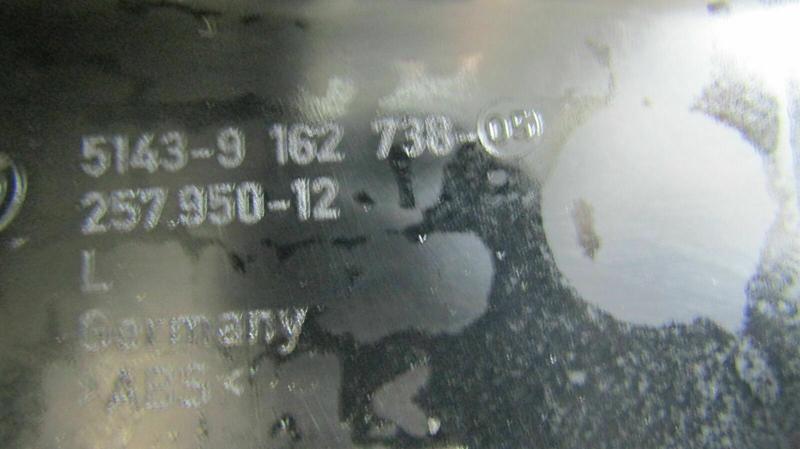 5143-9 162 738-05
257.950-12
L
Germany
>ABS<